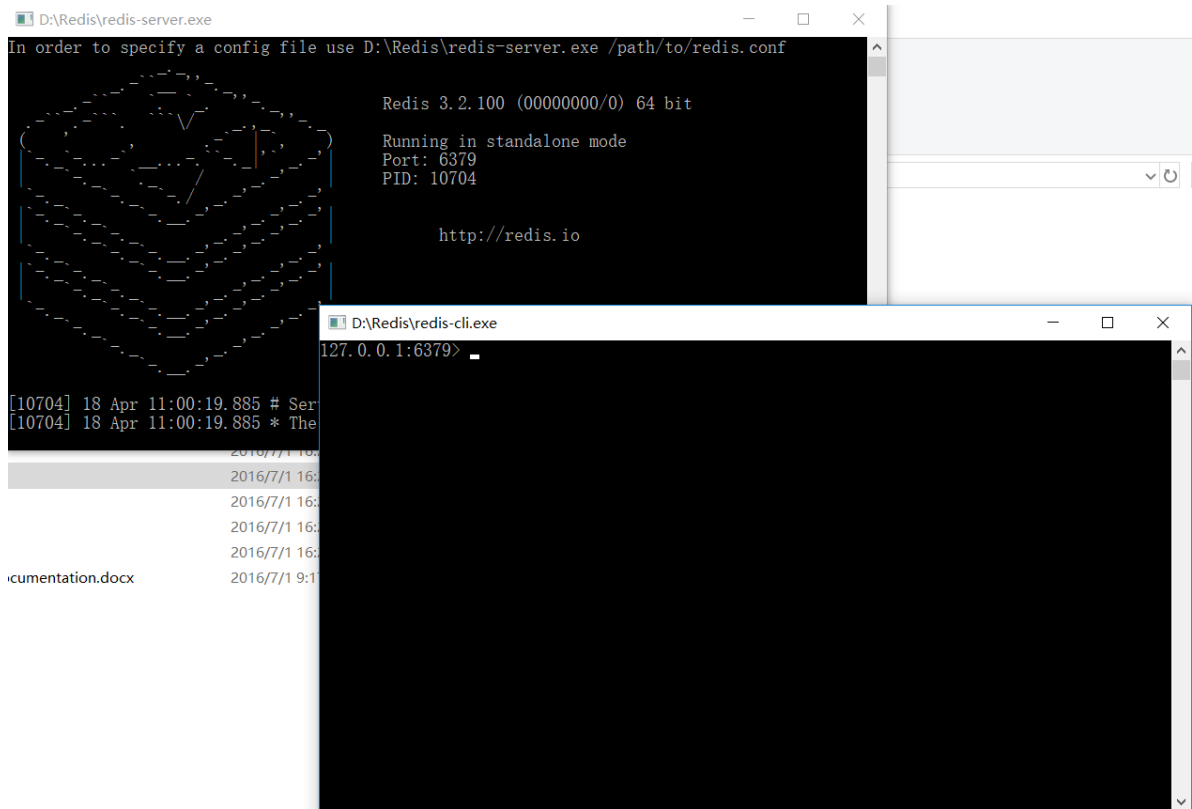 D:\Redis\redis-server.exe
In order to specify a config file use D:\Redis\redis-server.exe /path/to/redis.conf
Redis 3.2.100 (00000000/0) 64 bit
Running in standalone mode
Port: 6379
PID: 10704
http://redis.io
[10704] 18 Apr 11:00:19.885 # Ser
[10704] 18 Apr 11:00:19.885 * The
D:\Redis\redis-cli.exe
127.0.0.1:6379>
2016/7/1 16:
2016/7/1 16:
2016/7/1 16:
2016/7/1 16:
2016/7/1 16:
cumentation.docx 2016/7/1 9:1